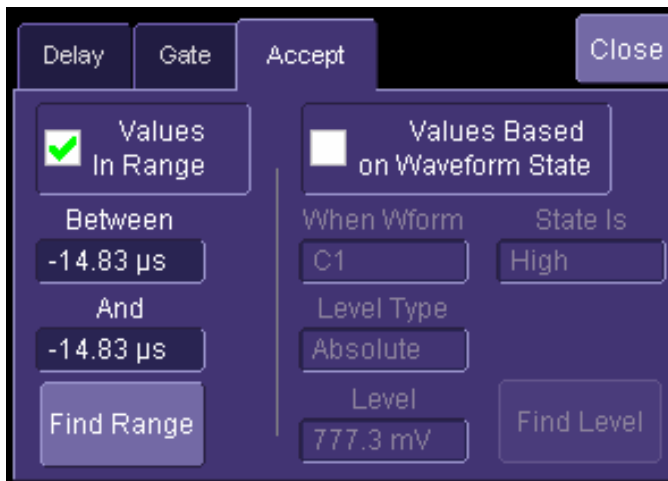 Delay
Gate
Accept
Close
Values
In Range
Between
-14.83 µs
And
-14.83 µs
Find Range
Values Based
on Waveform State
When Wform
C1
State Is
High
Level Type
Absolute
Level
777.3 mV
Find Level